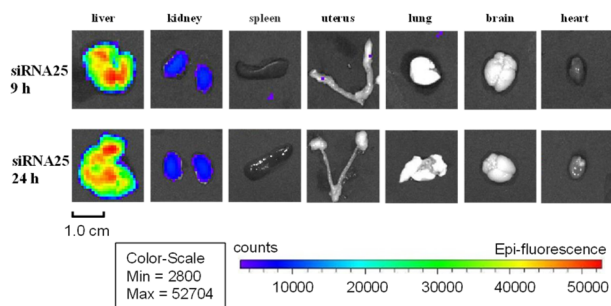 liver kidney spleen uterus lung brain heart
siRNA25
9 h
siRNA25
24 h
1.0 cm
Color-Scale
Min = 2800
Max = 52704
counts Epi-fluorescence
10000 20000 30000 40000 50000